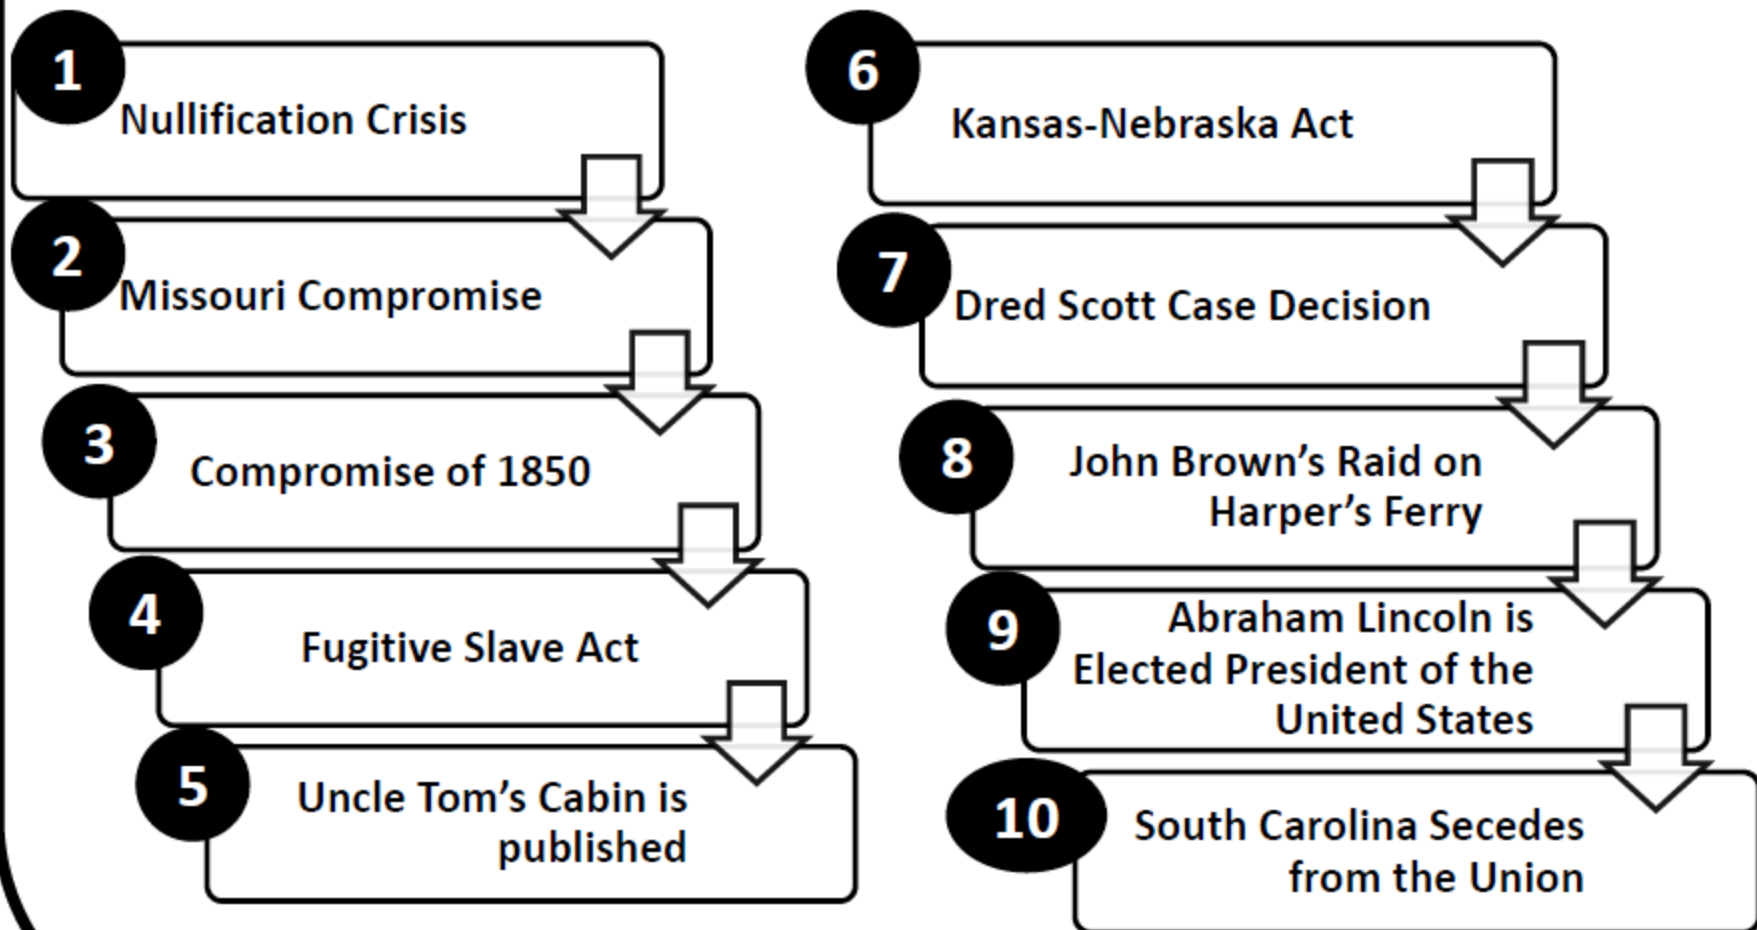 1
Nullification Crisis
2
Missouri Compromise
3
Compromise of 1850
4
Fugitive Slave Act
5
Uncle Tom’s Cabin is
published
6
Kansas-Nebraska Act
7
Dred Scott Case Decision
8
John Brown’s Raid on
Harper’s Ferry
9
Abraham Lincoln is
Elected President of the
United States
10
South Carolina Secedes
from the Union